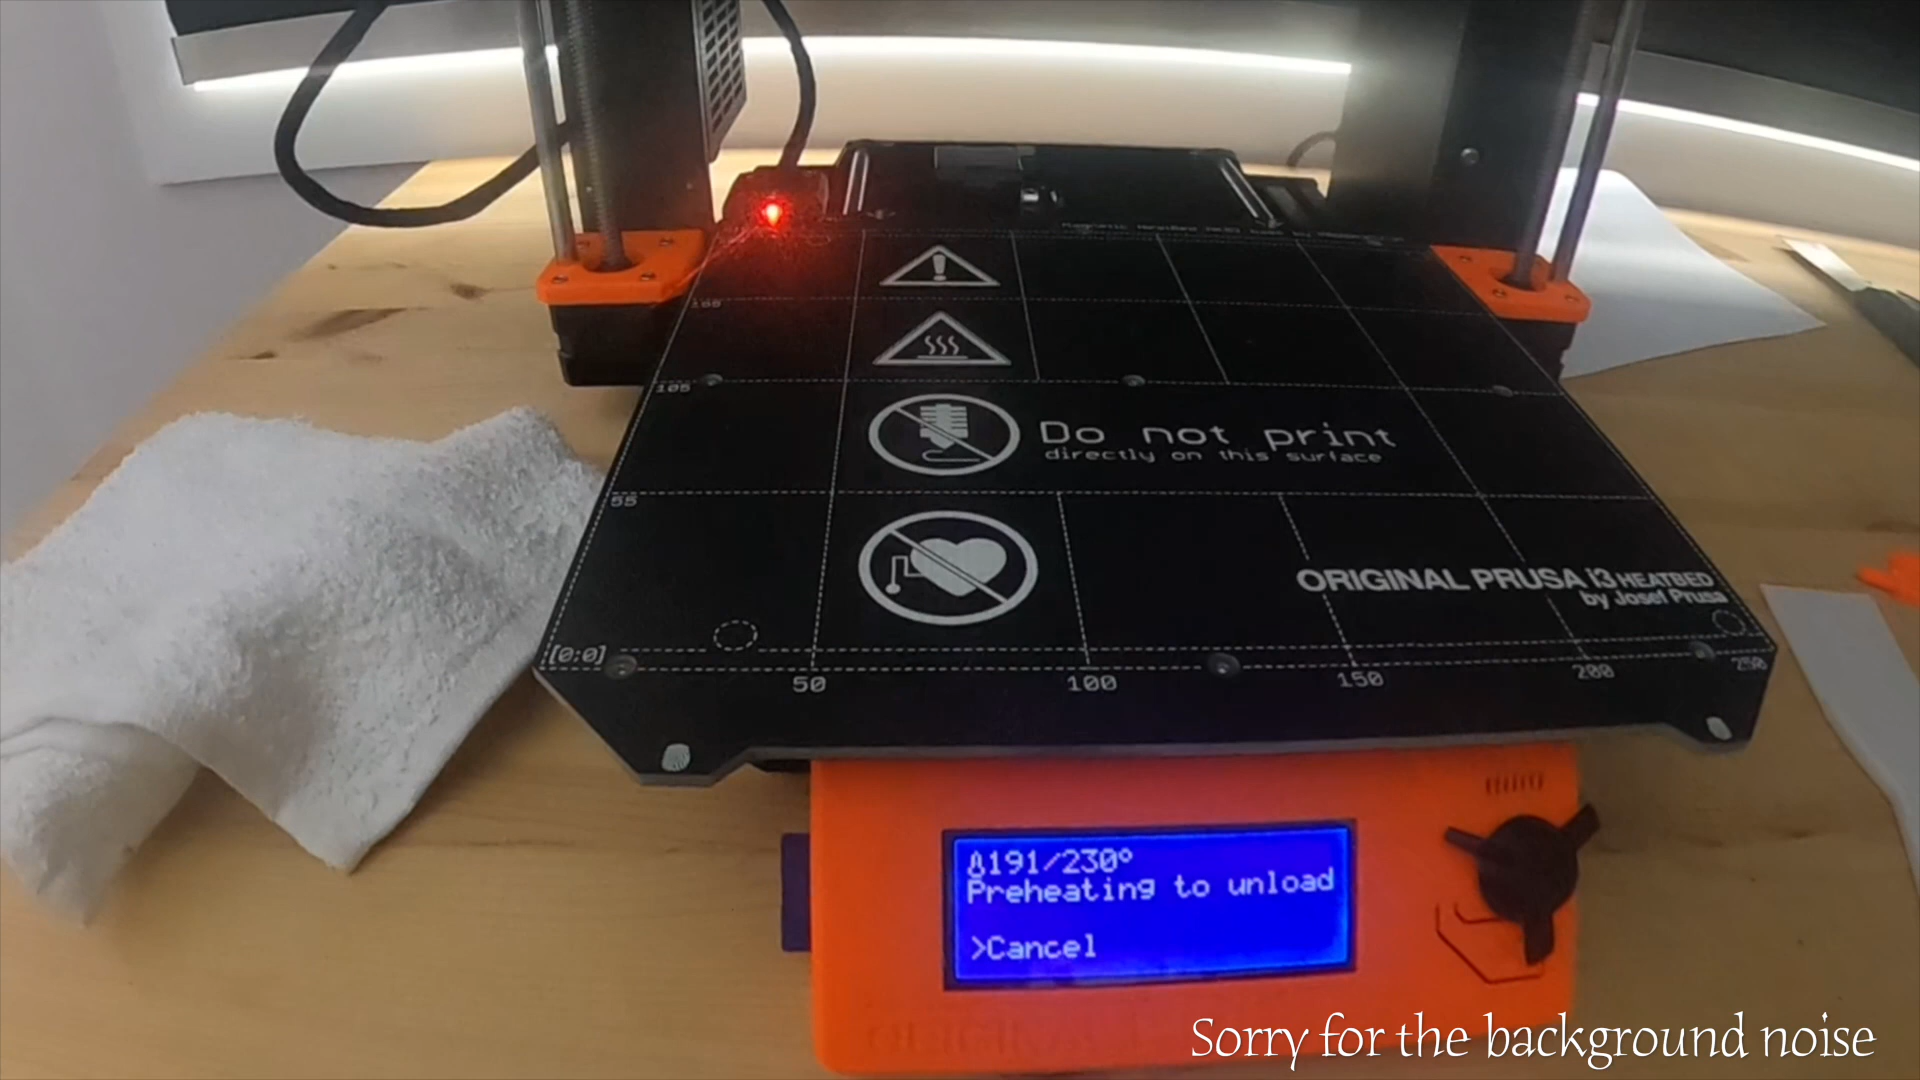 105
Do not print
directly on this surface
55
ORIGINAL PRUSA i3 HEATBED
by Josef Prusa
[0;0]
50
100
150
200
250
191/230°
Preheating to unload
>Cancel
Sorry for the background noise